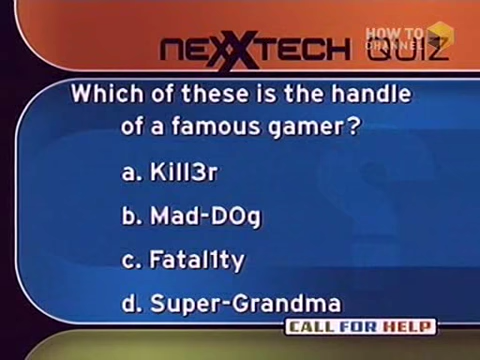 HOW TO
CHANNEL
NEXXTECH QUIZ
Which of these is the handle
of a famous gamer?
a. Kill3r
b. Mad-D0g
c. Fatal1ty
d. Super-Grandma
CALL FOR HELP